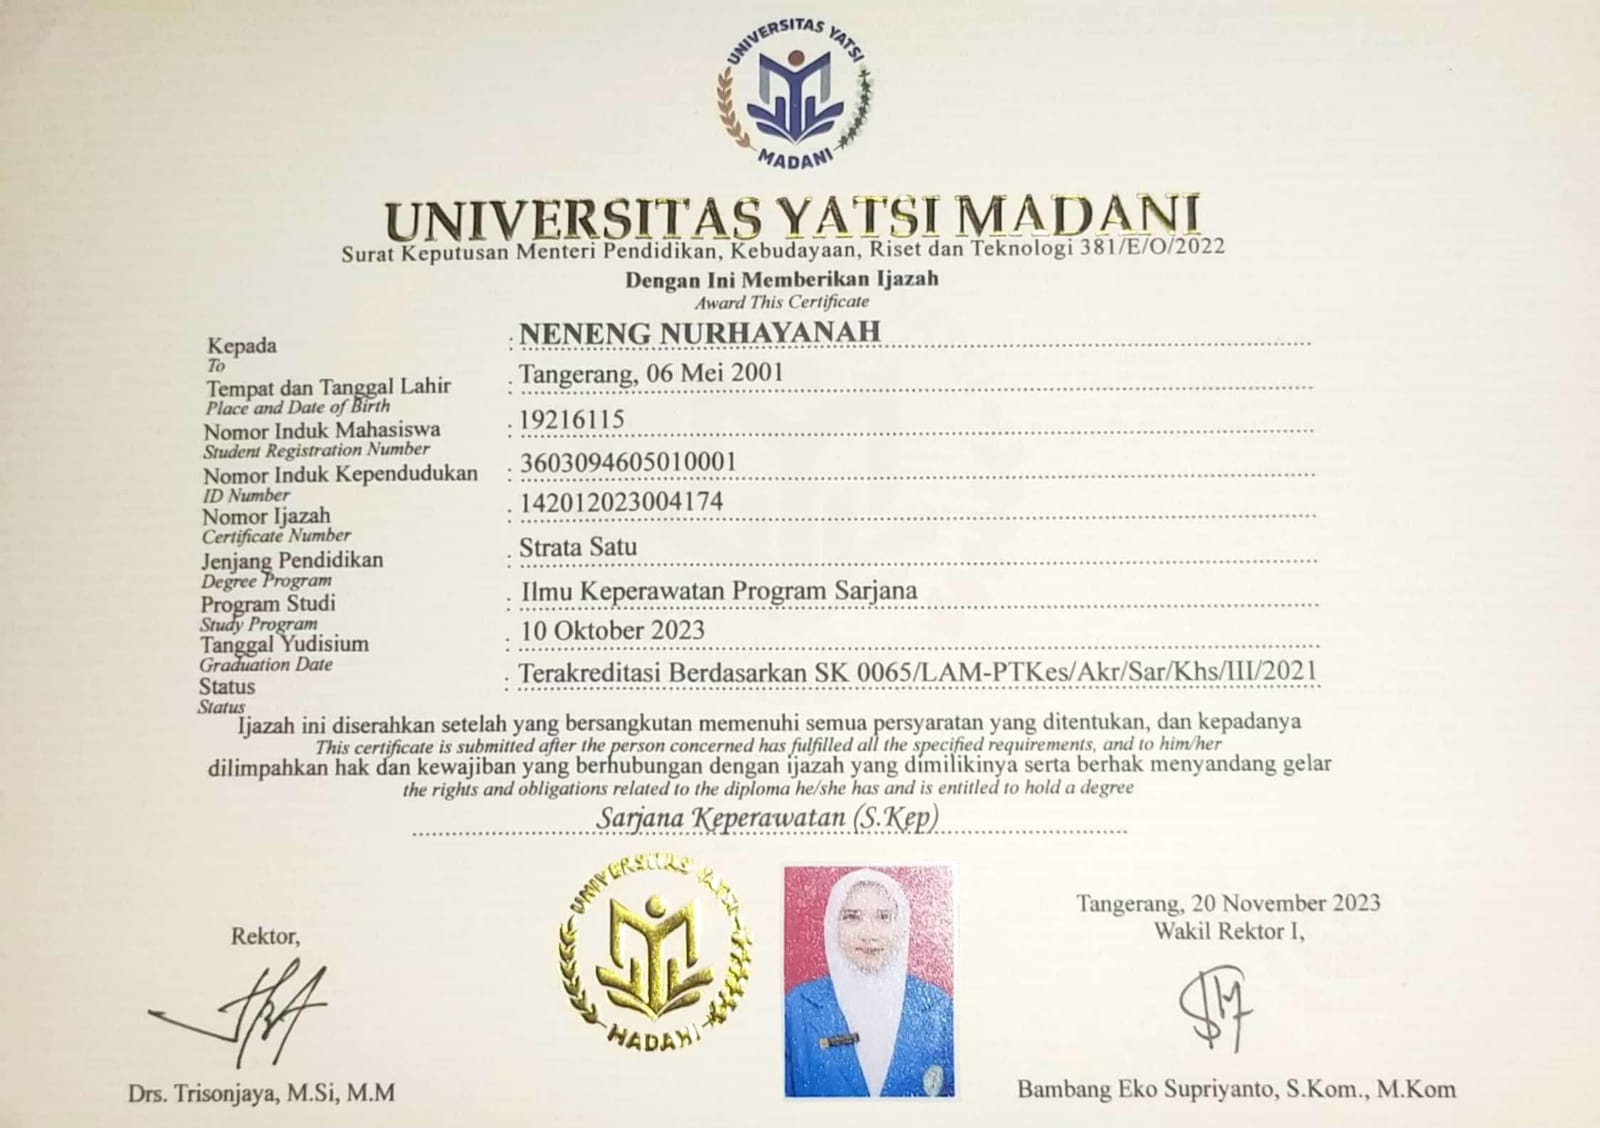 UNIVERSITAS YATSI
MADANI
UNIVERSITAS YATSI MADANI
Surat Keputusan Menteri Pendidikan, Kebudayaan, Riset dan Teknologi 381/E/O/2022
Dengan Ini Memberikan Ijazah
Award This Certificate
Kepada : NENENG NURHAYANAH
To
Tempat dan Tanggal Lahir : Tangerang, 06 Mei 2001
Place and Date of Birth
Nomor Induk Mahasiswa : 19216115
Student Registration Number
Nomor Induk Kependudukan : 3603094605010001
ID Number
Nomor Ijazah : 142012023004174
Certificate Number
Jenjang Pendidikan : Strata Satu
Degree Program
Program Studi : Ilmu Keperawatan Program Sarjana
Study Program
Tanggal Yudisium : 10 Oktober 2023
Graduation Date
Status : Terakreditasi Berdasarkan SK 0065/LAM-PTKes/Akr/Sar/Khs/III/2021
Status
Ijazah ini diserahkan setelah yang bersangkutan memenuhi semua persyaratan yang ditentukan, dan kepadanya
This certificate is submitted after the person concerned has fulfilled all the specified requirements, and to him/her
dilimpahkan hak dan kewajiban yang berhubungan dengan ijazah yang dimilikinya serta berhak menyandang gelar
the rights and obligations related to the diploma he/she has and is entitled to hold a degree
Sarjana Keperawatan (S.Kep)
UNIVERSITAS YATSI
MADANI
Tangerang, 20 November 2023
Rektor,
Wakil Rektor I,
Drs. Trisonjaya, M.Si, M.M
Bambang Eko Supriyanto, S.Kom., M.Kom